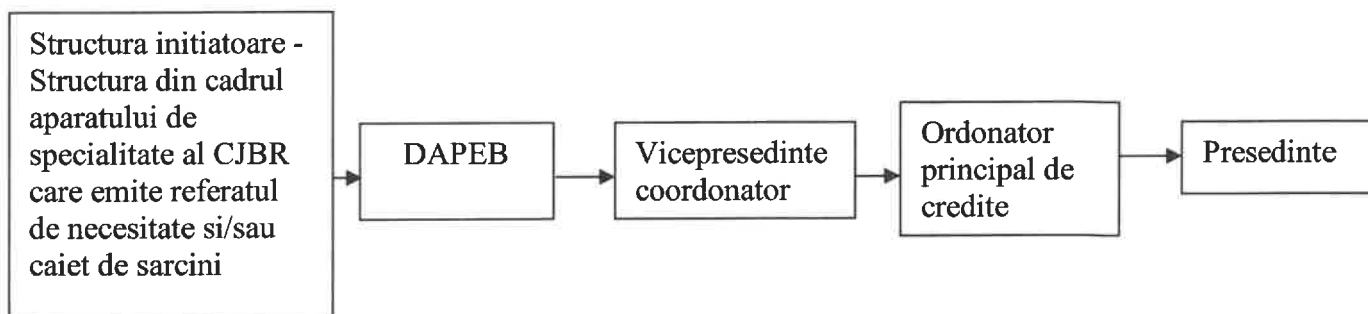 Structura initiatoare -
Structura din cadrul
aparatului de
specialitate al CJBR
care emite referatul
de necesitate si/sau
caiet de sarcini
DAPEB
Vicepresedinte
coordonator
Ordonator
principal de
credite
Presedinte